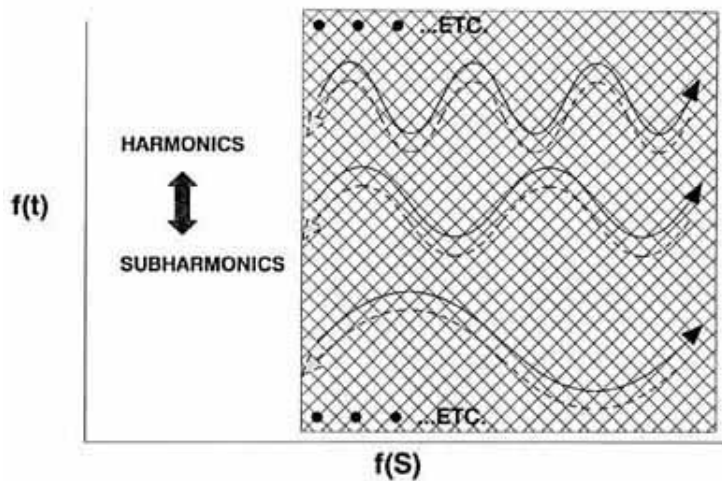 ...ETC.
HARMONICS
f(t)
SUBHARMONICS
...ETC.
f(S)